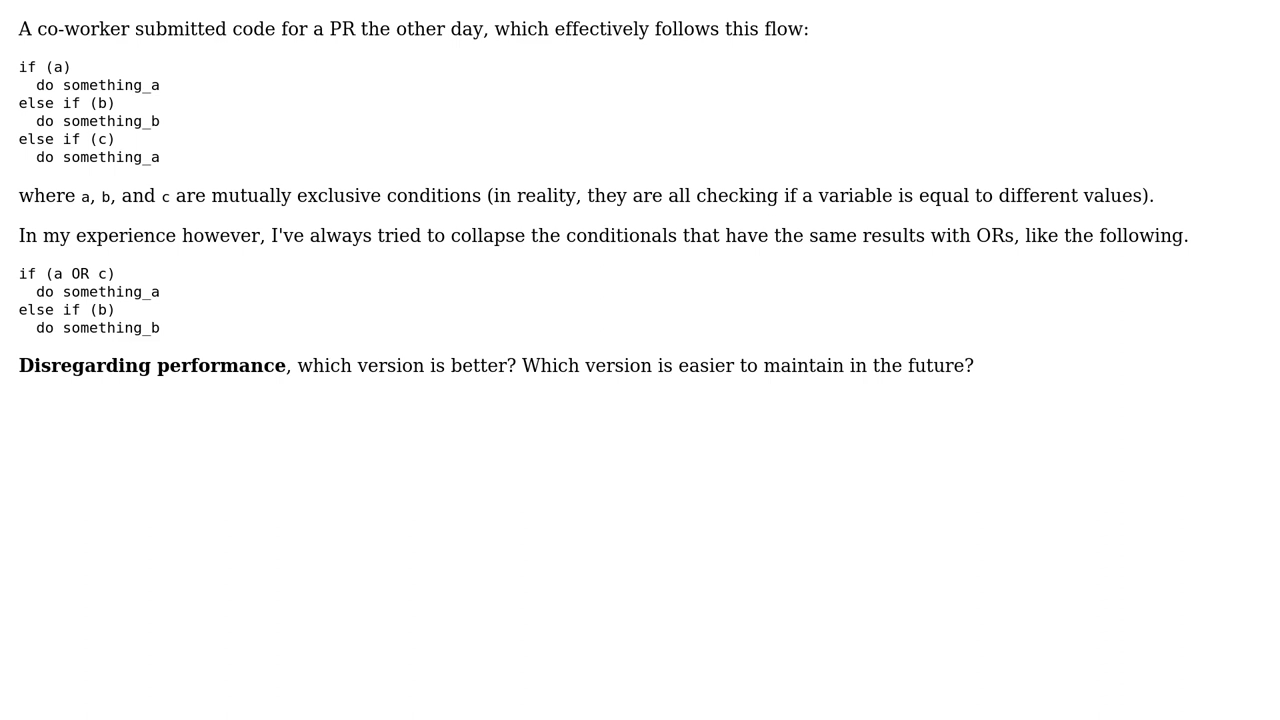 A co-worker submitted code for a PR the other day, which effectively follows this flow:
if (a)
  do something_a
else if (b)
  do something_b
else if (c)
  do something_a
where a, b, and c are mutually exclusive conditions (in reality, they are all checking if a variable is equal to different values).
In my experience however, I've always tried to collapse the conditionals that have the same results with ORs, like the following.
if (a OR c)
  do something_a
else if (b)
  do something_b
Disregarding performance, which version is better? Which version is easier to maintain in the future?